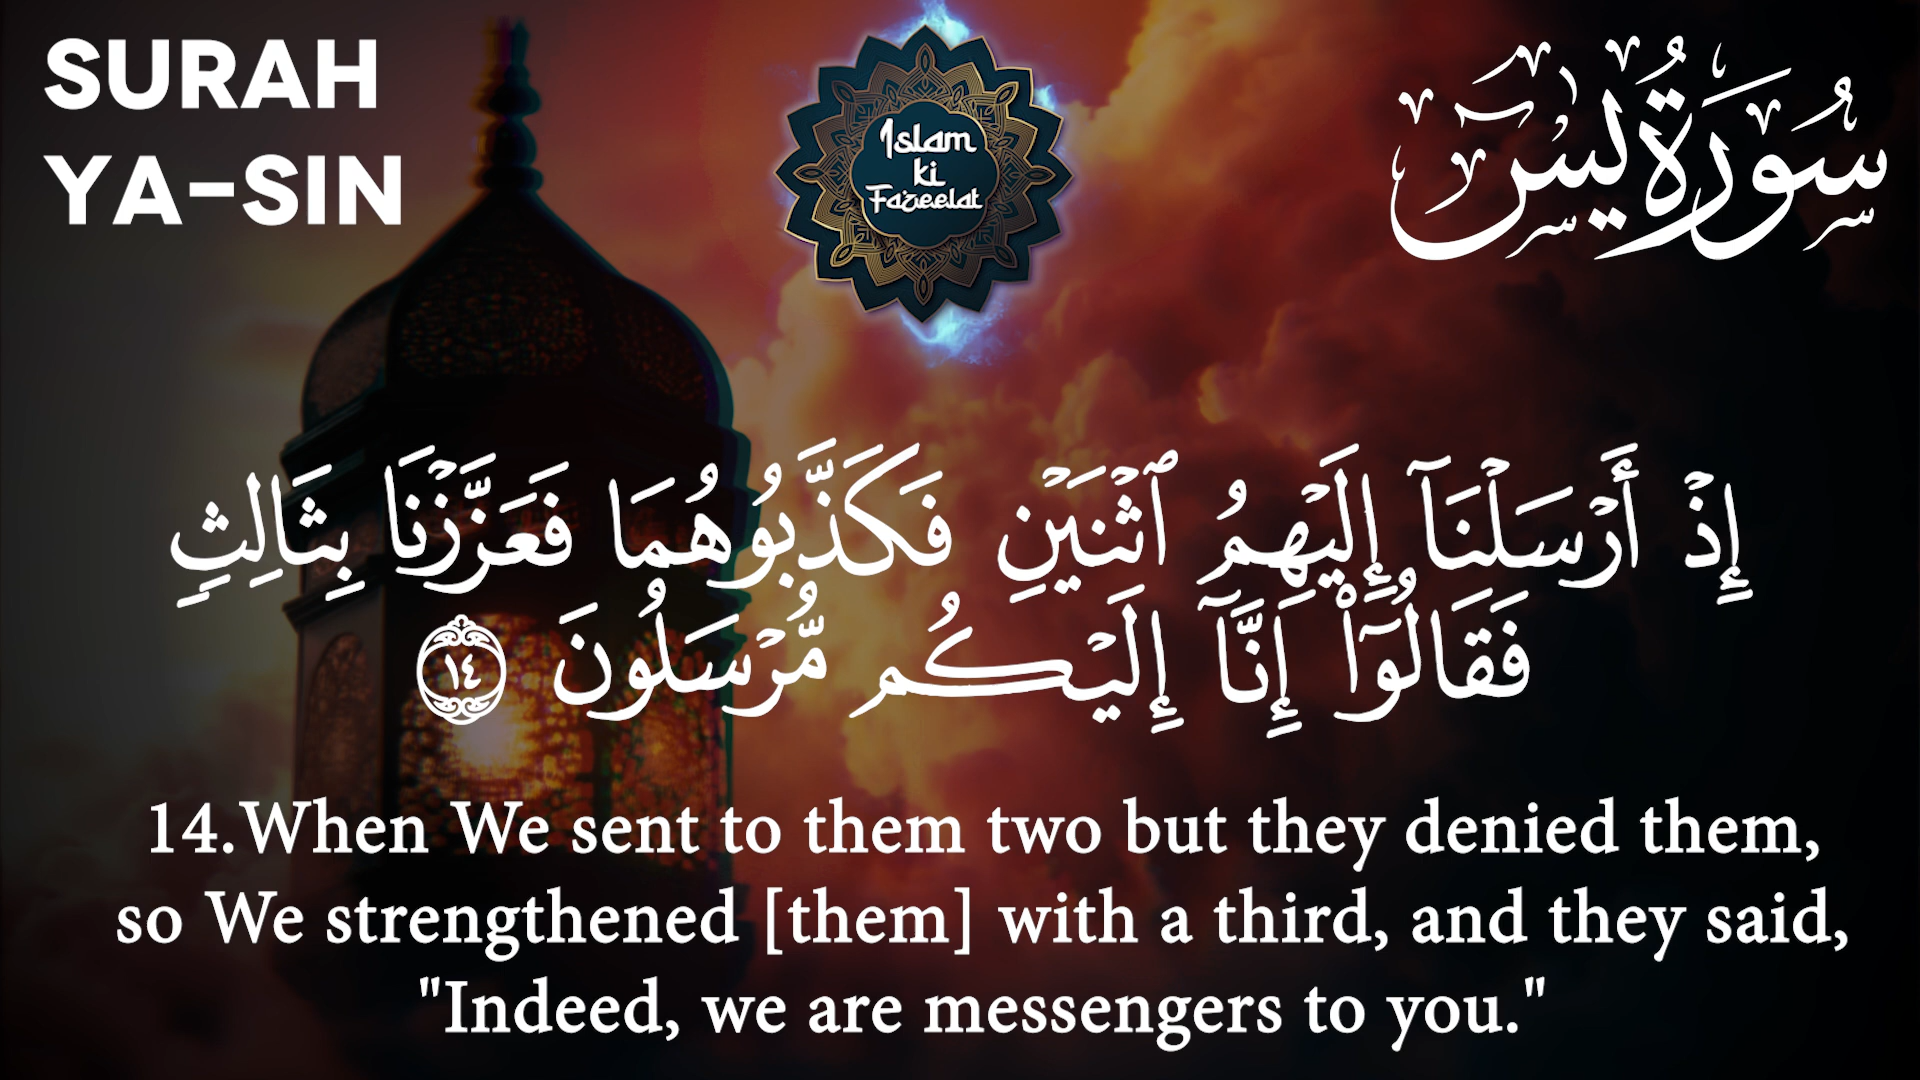 SURAH
YA-SIN
Islam
ki
Fazeelat
سُورَةُ يسٓ
إِذْ أَرْسَلْنَآ إِلَيْهِمُ ٱثْنَيْنِ فَكَذَّبُوهُمَا فَعَزَّزْنَا بِثَالِثٍ
فَقَالُوٓا۟ إِنَّآ إِلَيْكُم مُّرْسَلُونَ ١٤
14.When We sent to them two but they denied them,
so We strengthened [them] with a third, and they said,
"Indeed, we are messengers to you."